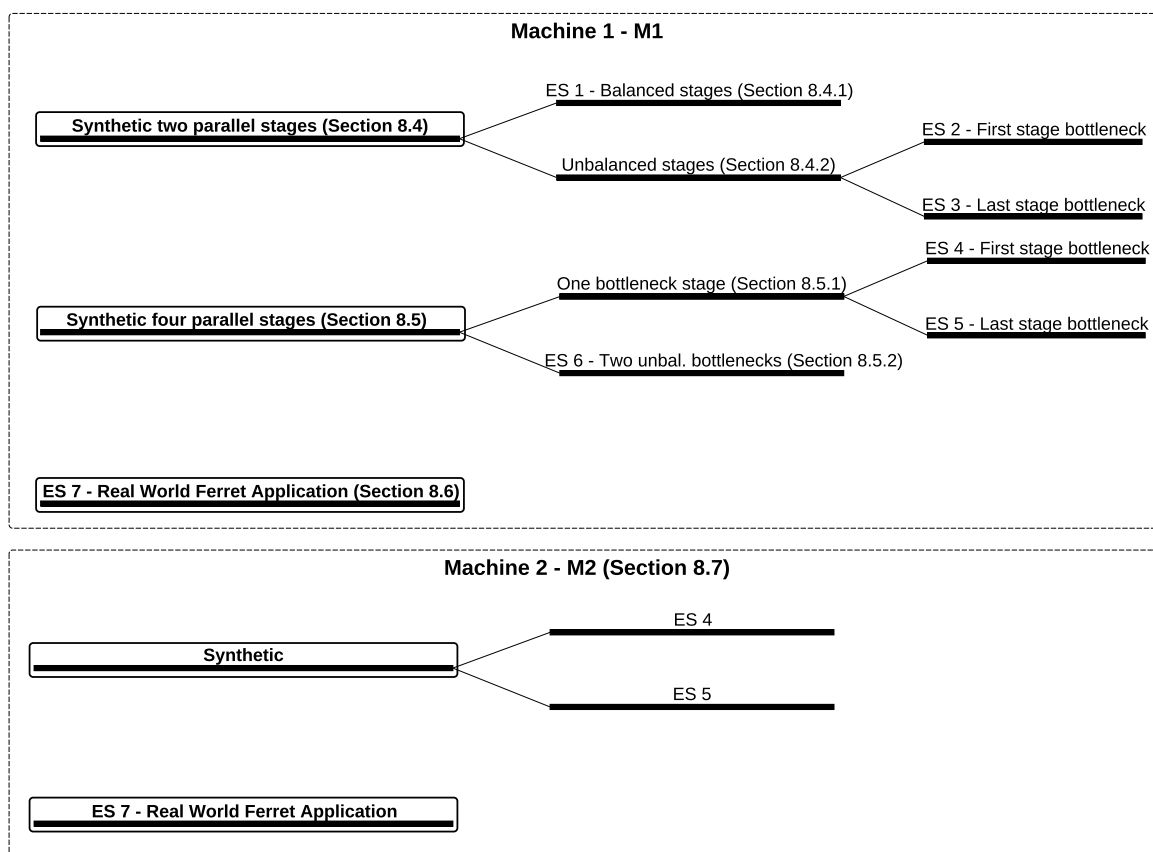 Machine 1 - M1
ES 1 - Balanced stages (Section 8.4.1)
Synthetic two parallel stages (Section 8.4)
ES 2 - First stage bottleneck
Unbalanced stages (Section 8.4.2)
ES 3 - Last stage bottleneck
ES 4 - First stage bottleneck
One bottleneck stage (Section 8.5.1)
Synthetic four parallel stages (Section 8.5)
ES 5 - Last stage bottleneck
ES 6 - Two unbal. bottlenecks (Section 8.5.2)
ES 7 - Real World Ferret Application (Section 8.6)
Machine 2 - M2 (Section 8.7)
ES 4
Synthetic
ES 5
ES 7 - Real World Ferret Application